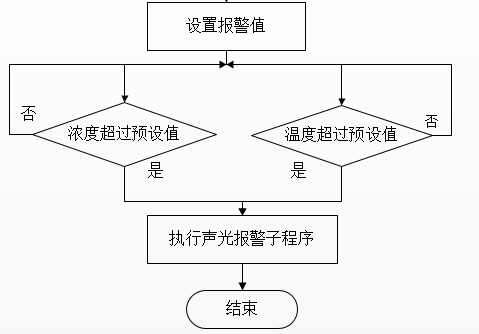 设置报警值
否
浓度超过预设值
温度超过预设值
否
是
是
执行声光报警子程序
结束